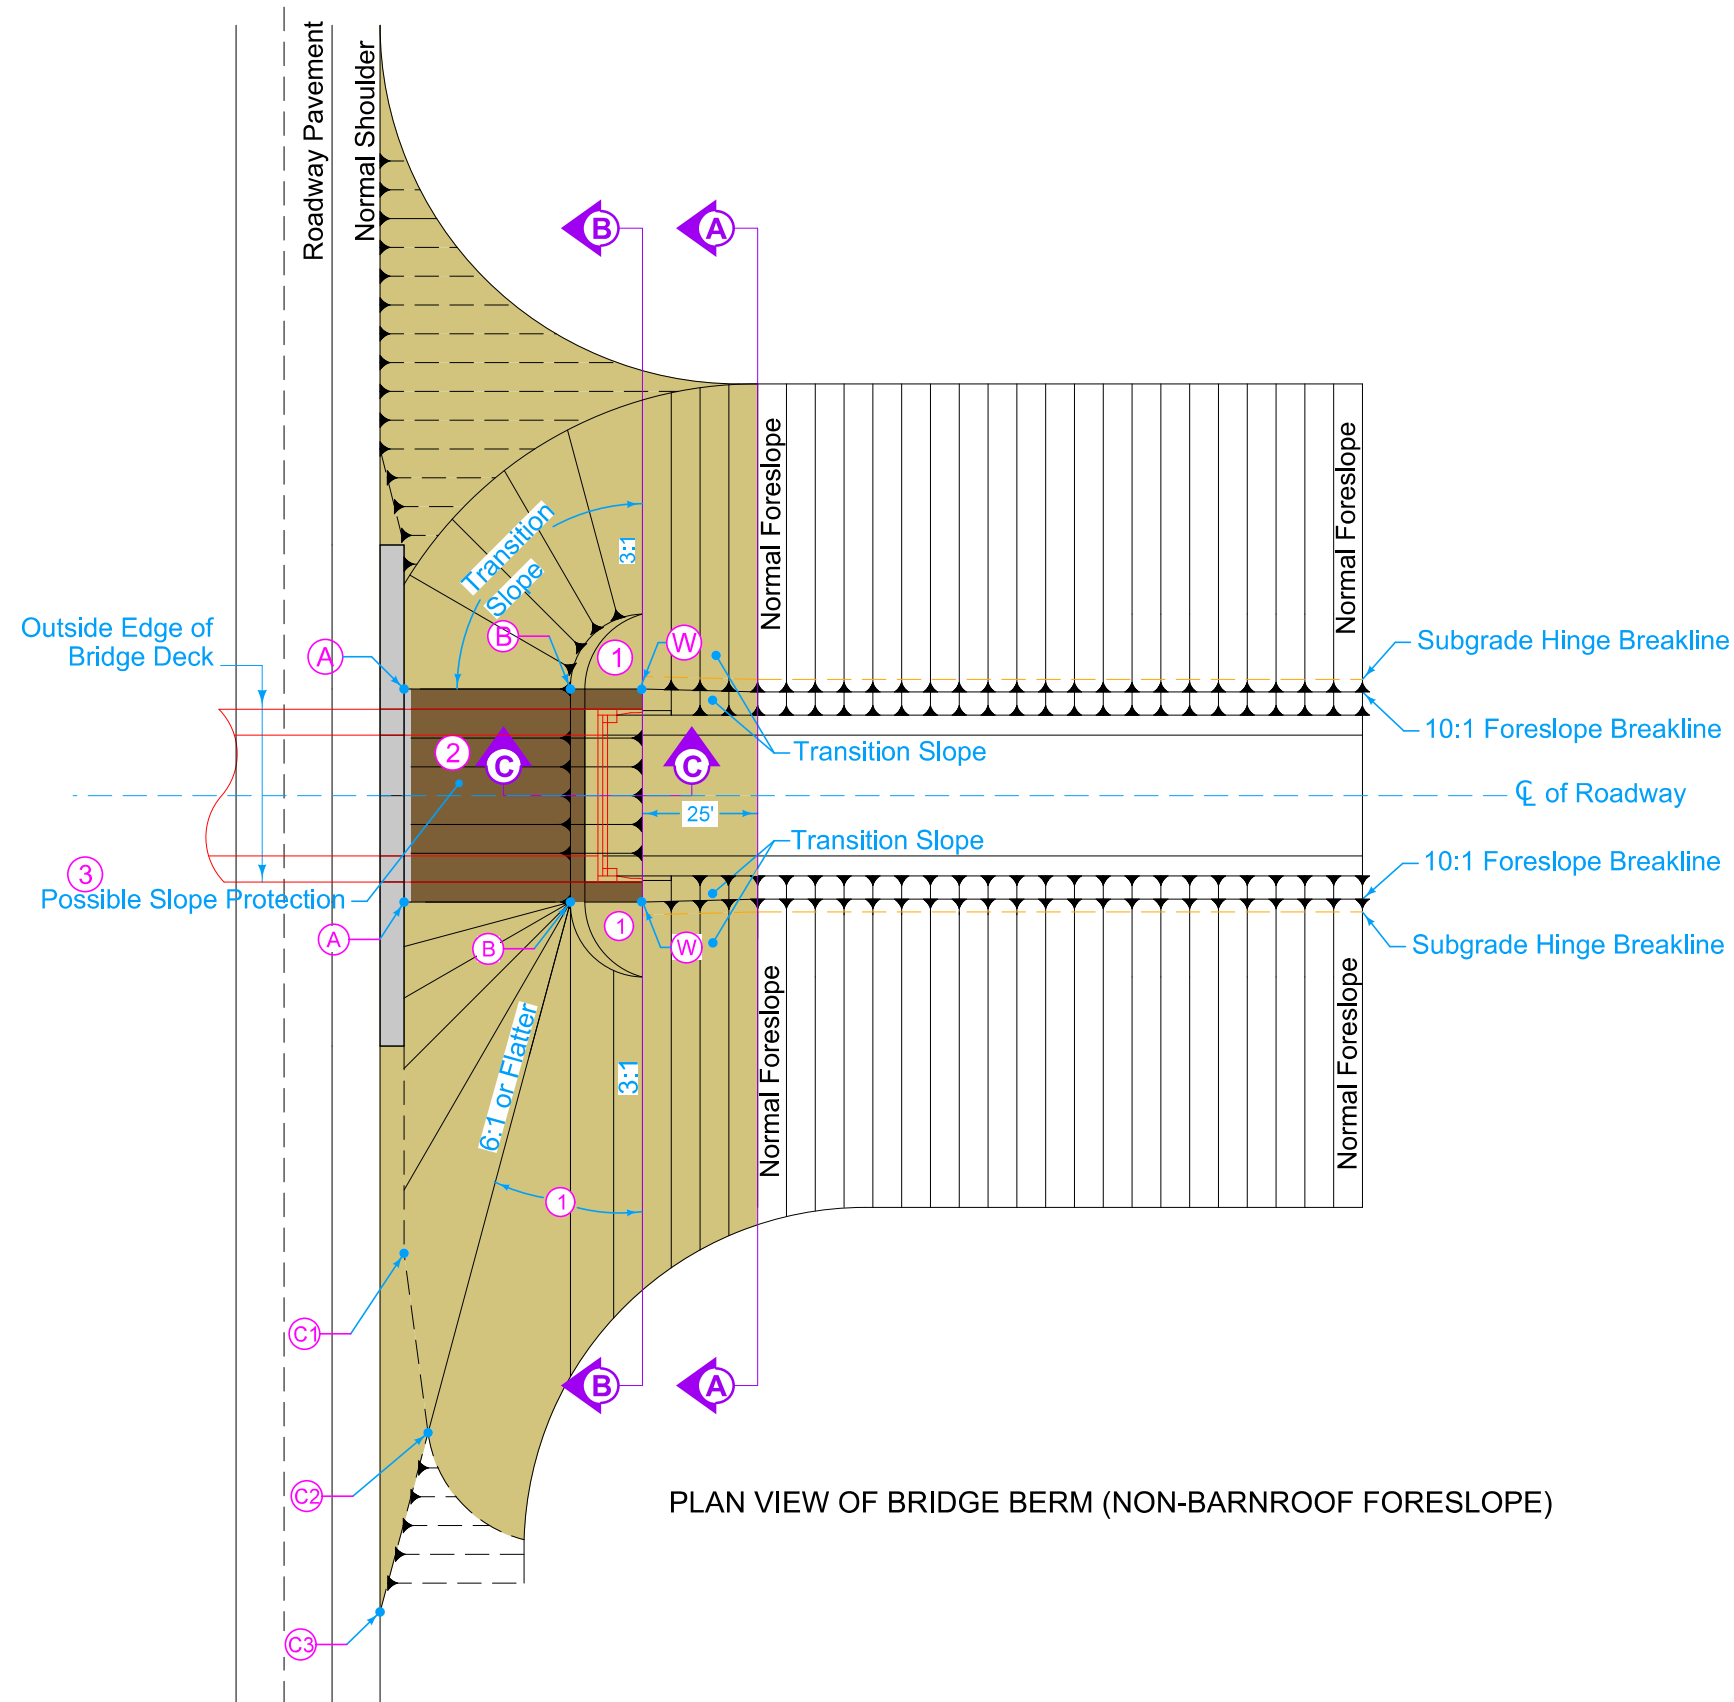 Roadway Pavement
Normal Shoulder
B
A
Normal Foreslope
Normal Foreslope
Transition
Slope
3:1
Outside Edge of
Bridge Deck
A
B
1
W
Subgrade Hinge Breakline
10:1 Foreslope Breakline
2
C
C
Transition Slope
℄ of Roadway
25'
Transition Slope
10:1 Foreslope Breakline
3
Possible Slope Protection
A
B
1
W
Subgrade Hinge Breakline
Normal Foreslope
Normal Foreslope
6:1 or Flatter
3:1
1
C1
B
A
C2
PLAN VIEW OF BRIDGE BERM (NON-BARNROOF FORESLOPE)
C3